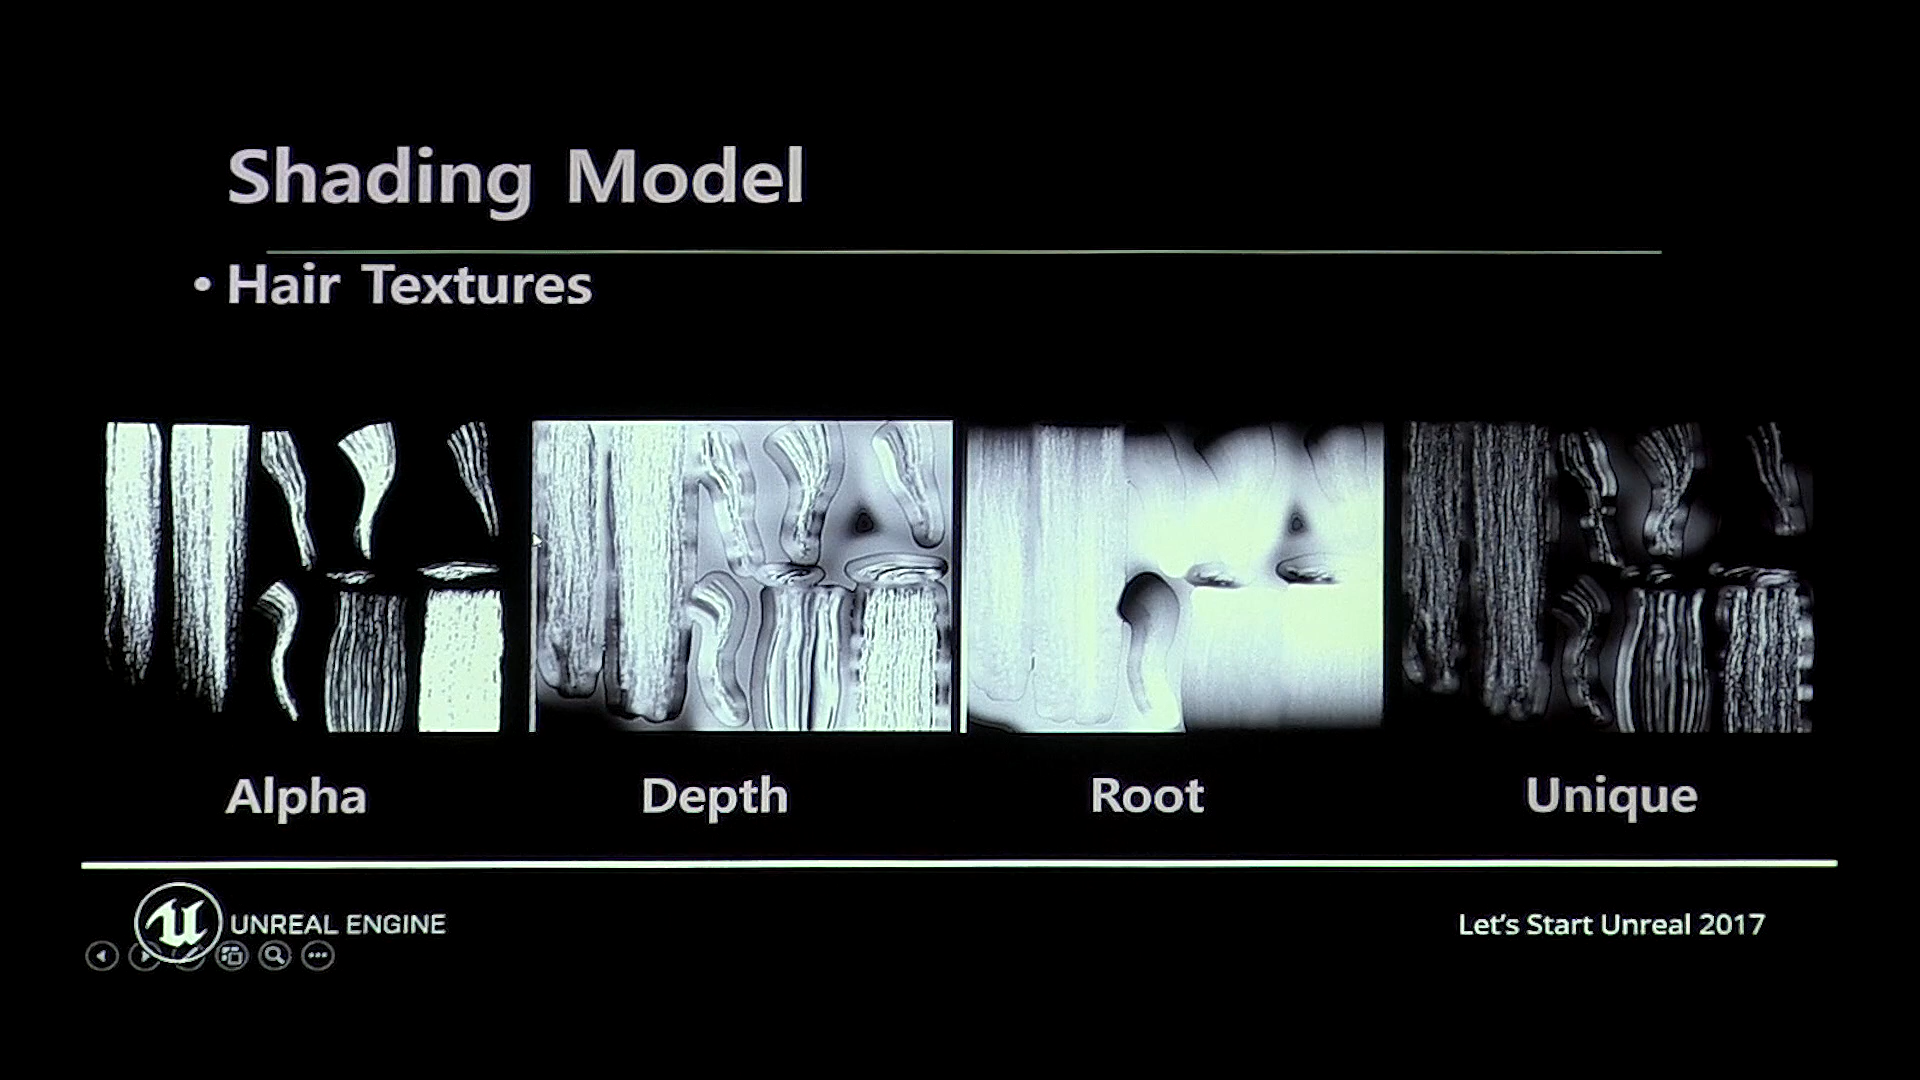 Shading Model
• Hair Textures
Alpha
Depth
Root
Unique
UNREAL ENGINE
Let's Start Unreal 2017